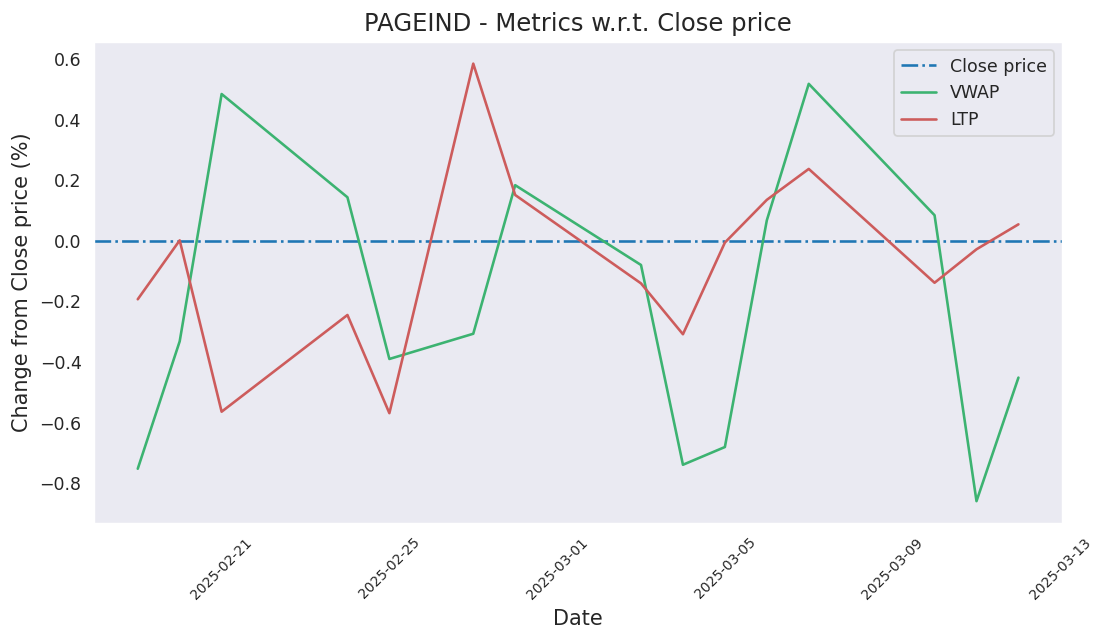 PAGEIND - Metrics w.r.t. Close price
Close price
VWAP
LTP
Change from Close price (%)
0.6
0.4
0.2
0.0
−0.2
−0.4
−0.6
−0.8
2025-02-21
2025-02-25
2025-03-01
2025-03-05
2025-03-09
2025-03-13
Date